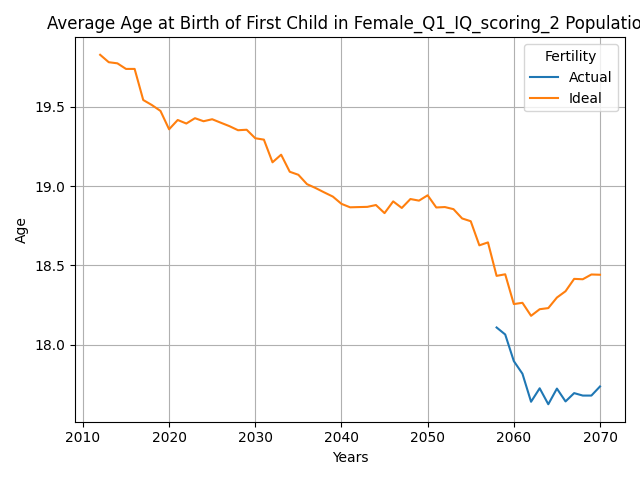 Average Age at Birth of First Child in Female_Q1_IQ_scoring_2 Populatio
Fertility
Actual
Ideal
19.5
19.0
18.5
18.0
Age
2010 2020 2030 2040 2050 2060 2070
Years